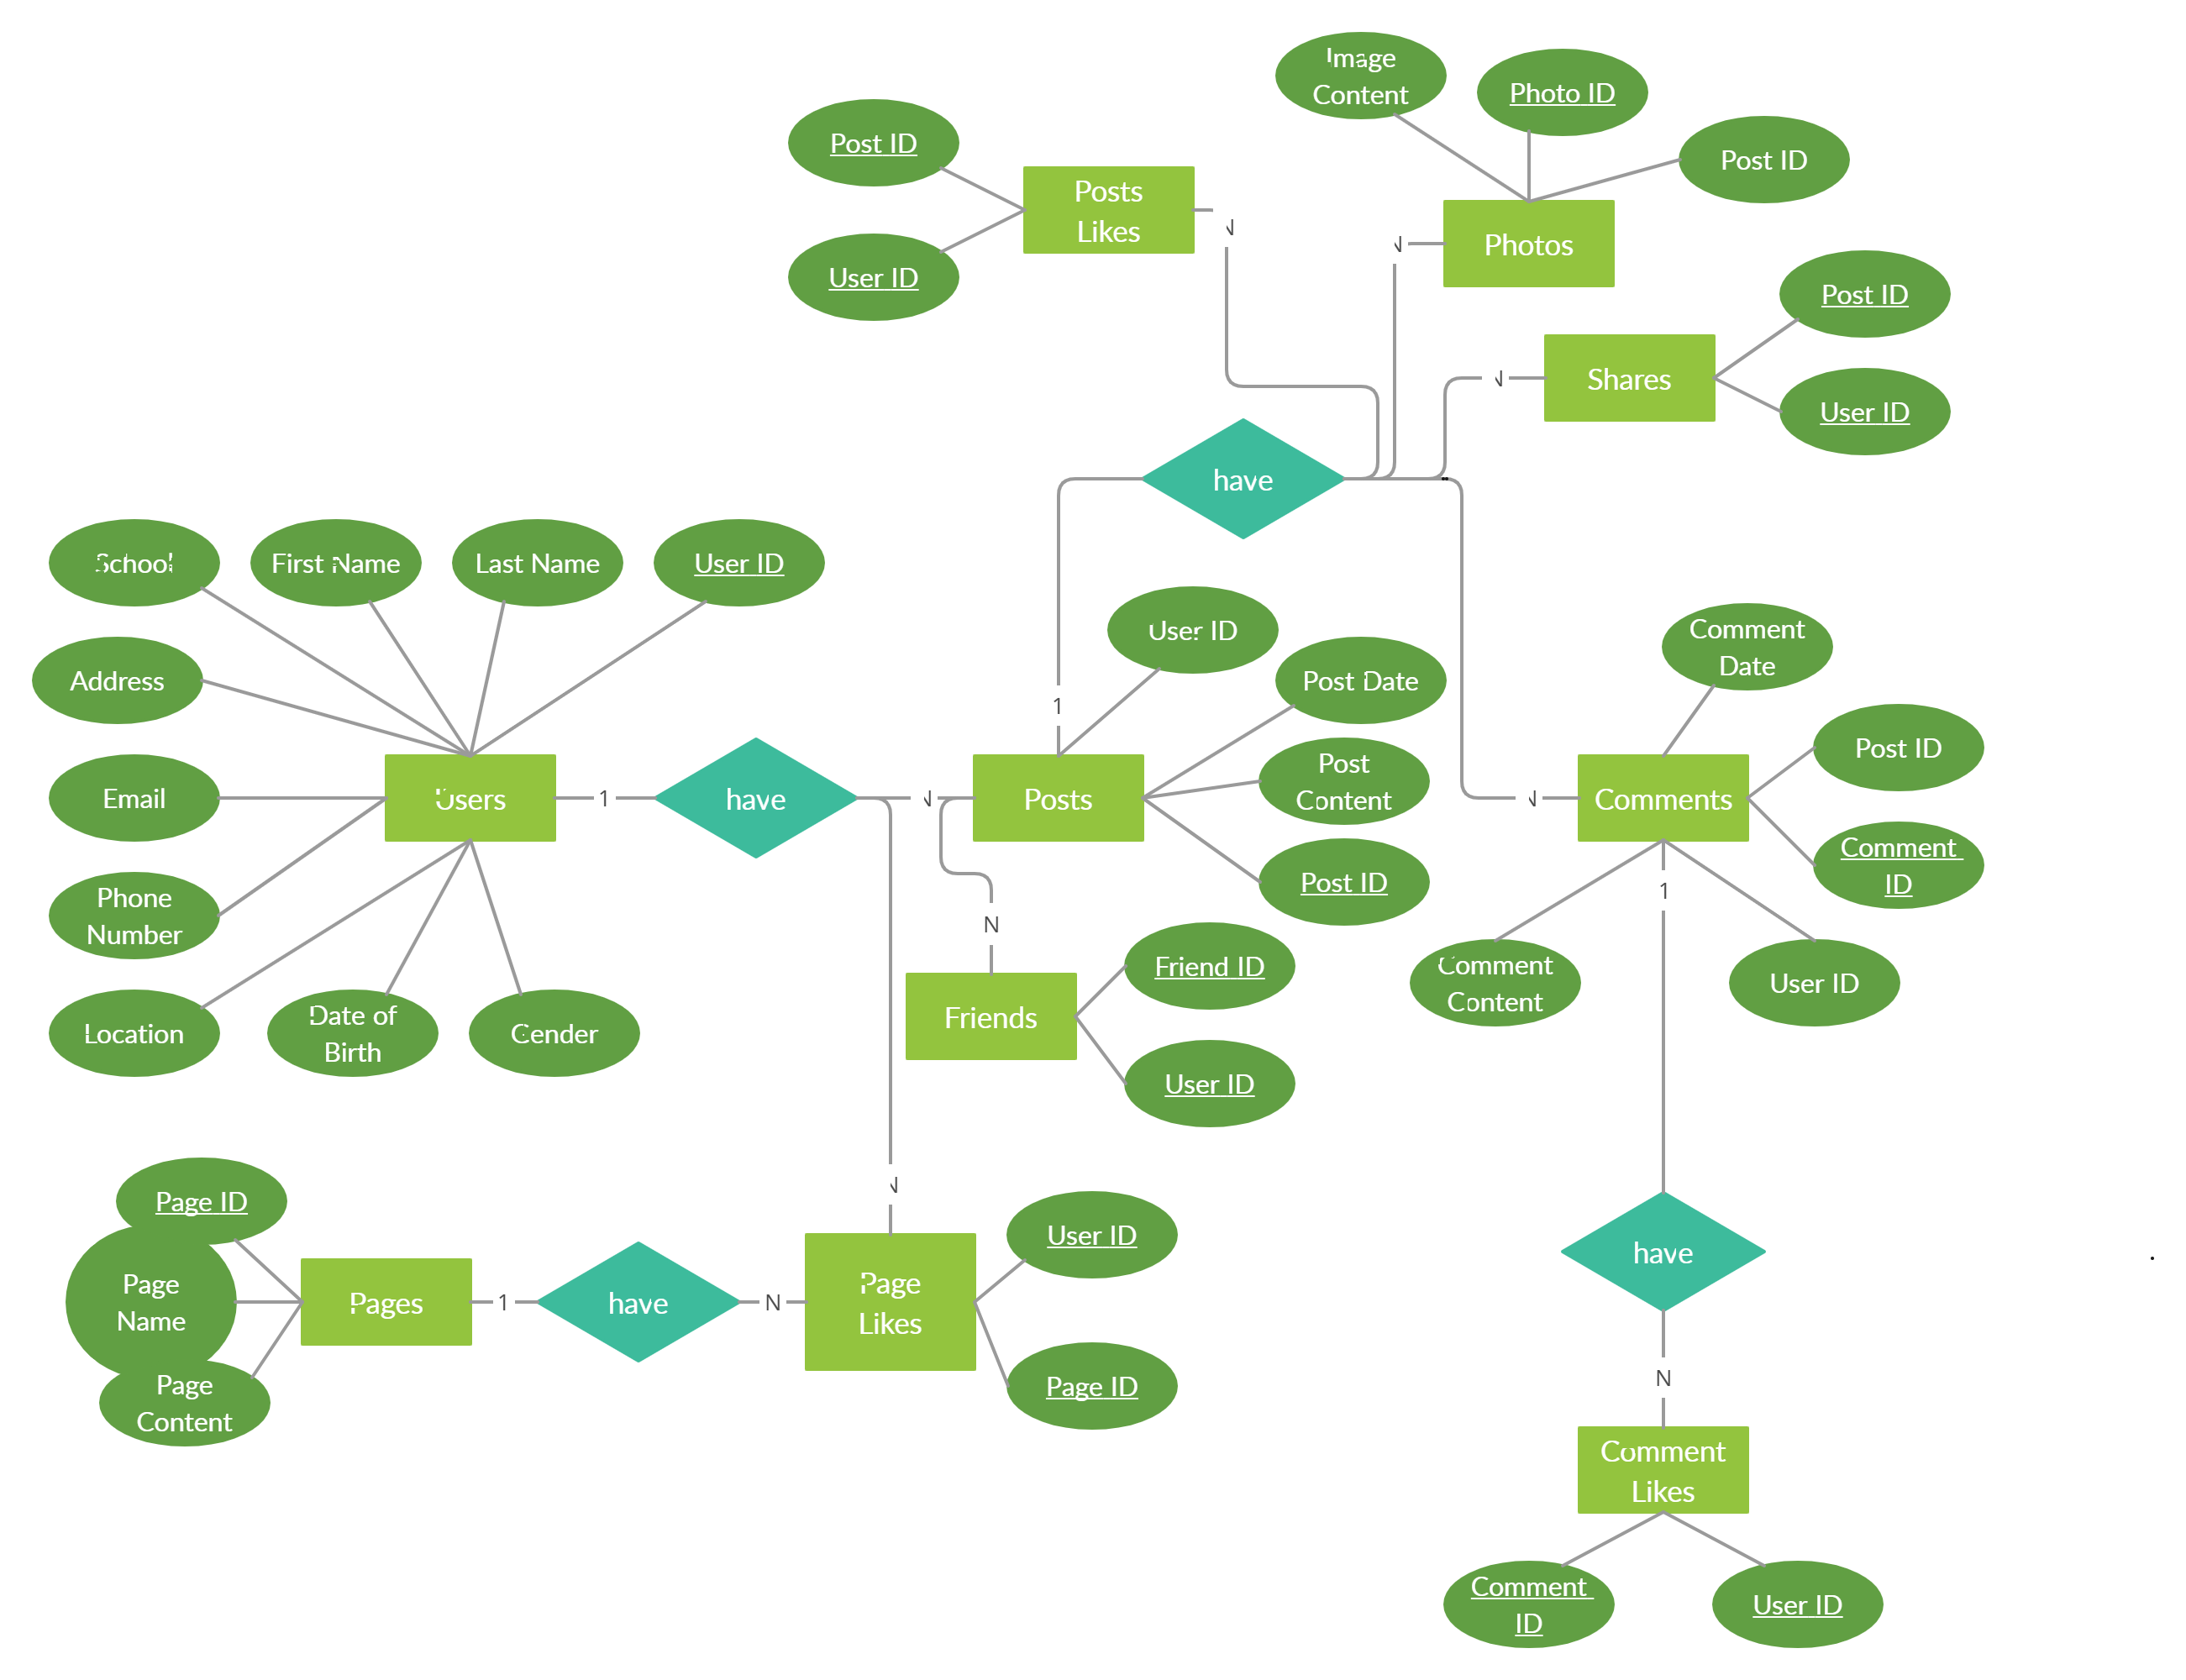 Image
Content
Photo ID
Post ID
Post ID
Posts
Likes
N
N
Photos
User ID
Post ID
N
Shares
User ID
have
School
First Name
Last Name
User ID
User ID
Comment
Date
Address
Post Date
1
Post ID
Email
Users
1
have
N
Posts
Post
Content
N
Comments
Comment
ID
Post ID
1
Phone
Number
N
Friend ID
Comment
Content
User ID
Location
Date of
Birth
Gender
Friends
User ID
N
Page ID
User ID
have
Page
Name
Pages
1
have
N
Page
Likes
Page
Content
Page ID
N
Comment
Likes
Comment
ID
User ID